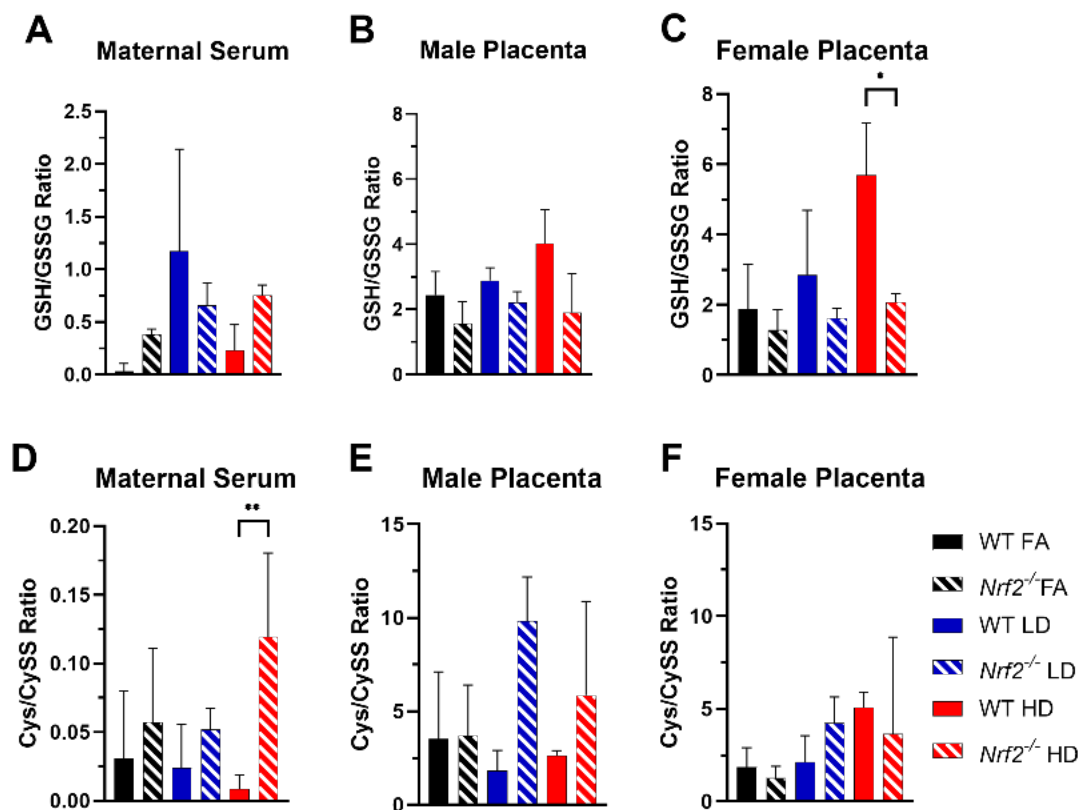 A
Maternal Serum
GSH/GSSG Ratio
2.5
2.0
1.5
1.0
0.5
0.0
B
Male Placenta
GSH/GSSG Ratio
8
6
4
2
0
C
Female Placenta
GSH/GSSG Ratio
8
6
4
2
0
*
D
Maternal Serum
Cys/CySS Ratio
0.20
0.15
0.10
0.05
0.00
**
E
Male Placenta
Cys/CySS Ratio
15
10
5
0
F
Female Placenta
Cys/CySS Ratio
15
10
5
0
WT FA
Nrf2-/-FA
WT LD
Nrf2-/- LD
WT HD
Nrf2-/- HD